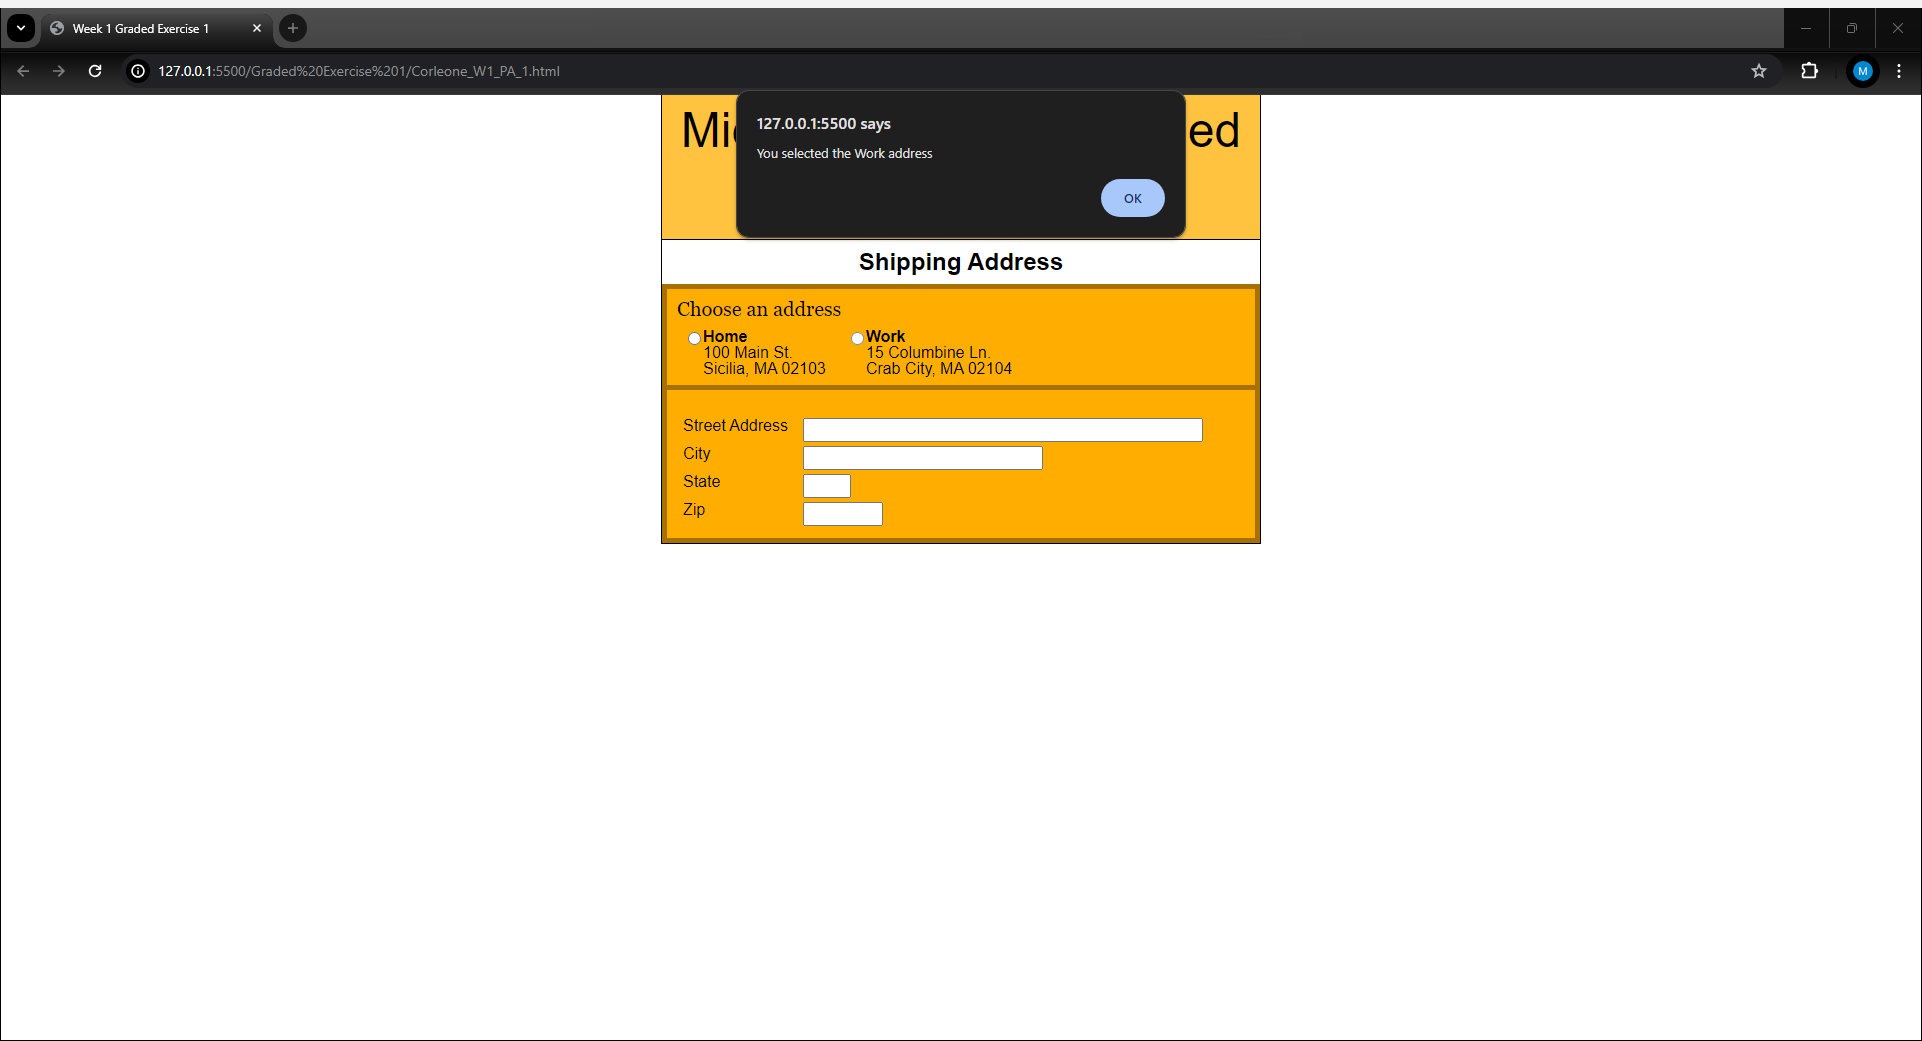 Week 1 Graded Exercise 1
127.0.0.1:5500/Graded%20Exercise%201/Corleone_W1_PA_1.html
M
127.0.0.1:5500 says
You selected the Work address
OK
ed
Shipping Address
Choose an address
Home
100 Main St.
Sicilia, MA 02103
Work
15 Columbine Ln.
Crab City, MA 02104
Street Address
City
State
Zip